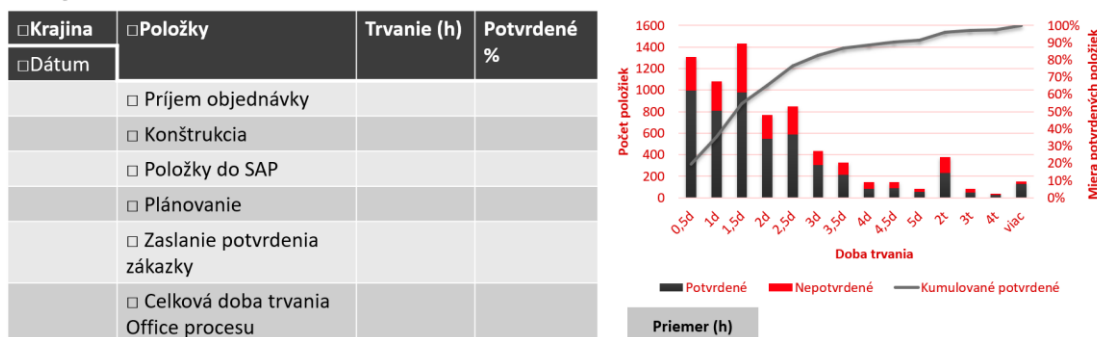 □Krajina □Položky Trvanie (h) Potvrdené
%
□Dátum
□ Príjem objednávky
□ Konštrukcia
□ Položky do SAP
□ Plánovanie
□ Zaslanie potvrdenia
zákazky
□ Celková doba trvania
Office procesu
Počet položiek
1600
1400
1200
1000
800
600
400
200
0
100%
90%
80%
70%
60%
50%
40%
30%
20%
10%
0%
Miera potvrdených položiek
0,5d 1d 1,5d 2d 2,5d 3d 3,5d 4d 4,5d 5d 2t 3t 4t viac
Doba trvania
Potvrdené Nepotvrdené Kumulované potvrdené
Priemer (h)